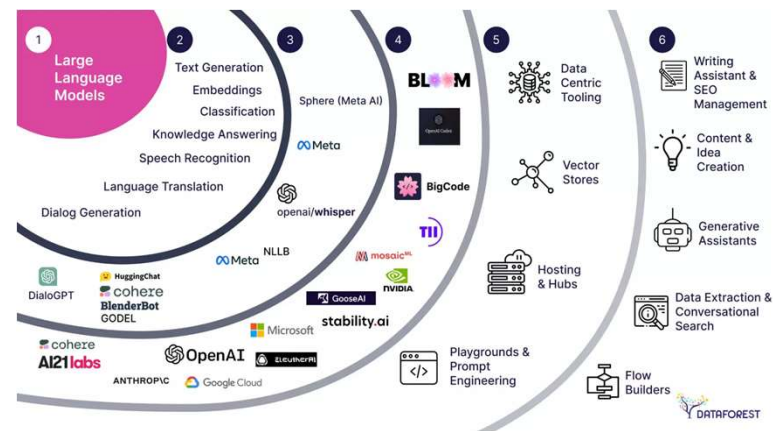 1
Large
Language
Models
2
Text Generation
Embeddings
Classification
Knowledge Answering
Speech Recognition
Language Translation
Dialog Generation
3
Sphere (Meta AI)
Meta
openai/whisper
Meta
NLLB
DialoGPT
HuggingChat
cohere
BlenderBot
GODEL
4
BLOOM
OpenAI Codex
BigCode
TII
mosaicML
NVIDIA.
GooseAI
stability.ai
Microsoft
OpenAI
EleutherAI
cohere
AI21labs
ANTHROP\C
Google Cloud
5
Data
Centric
Tooling
Vector
Stores
Hosting
& Hubs
Playgrounds &
Prompt
Engineering
6
Writing
Assistant &
SEO
Management
Content &
Idea
Creation
Generative
Assistants
Data Extraction &
Conversational
Search
Flow
Builders
DATAFOREST